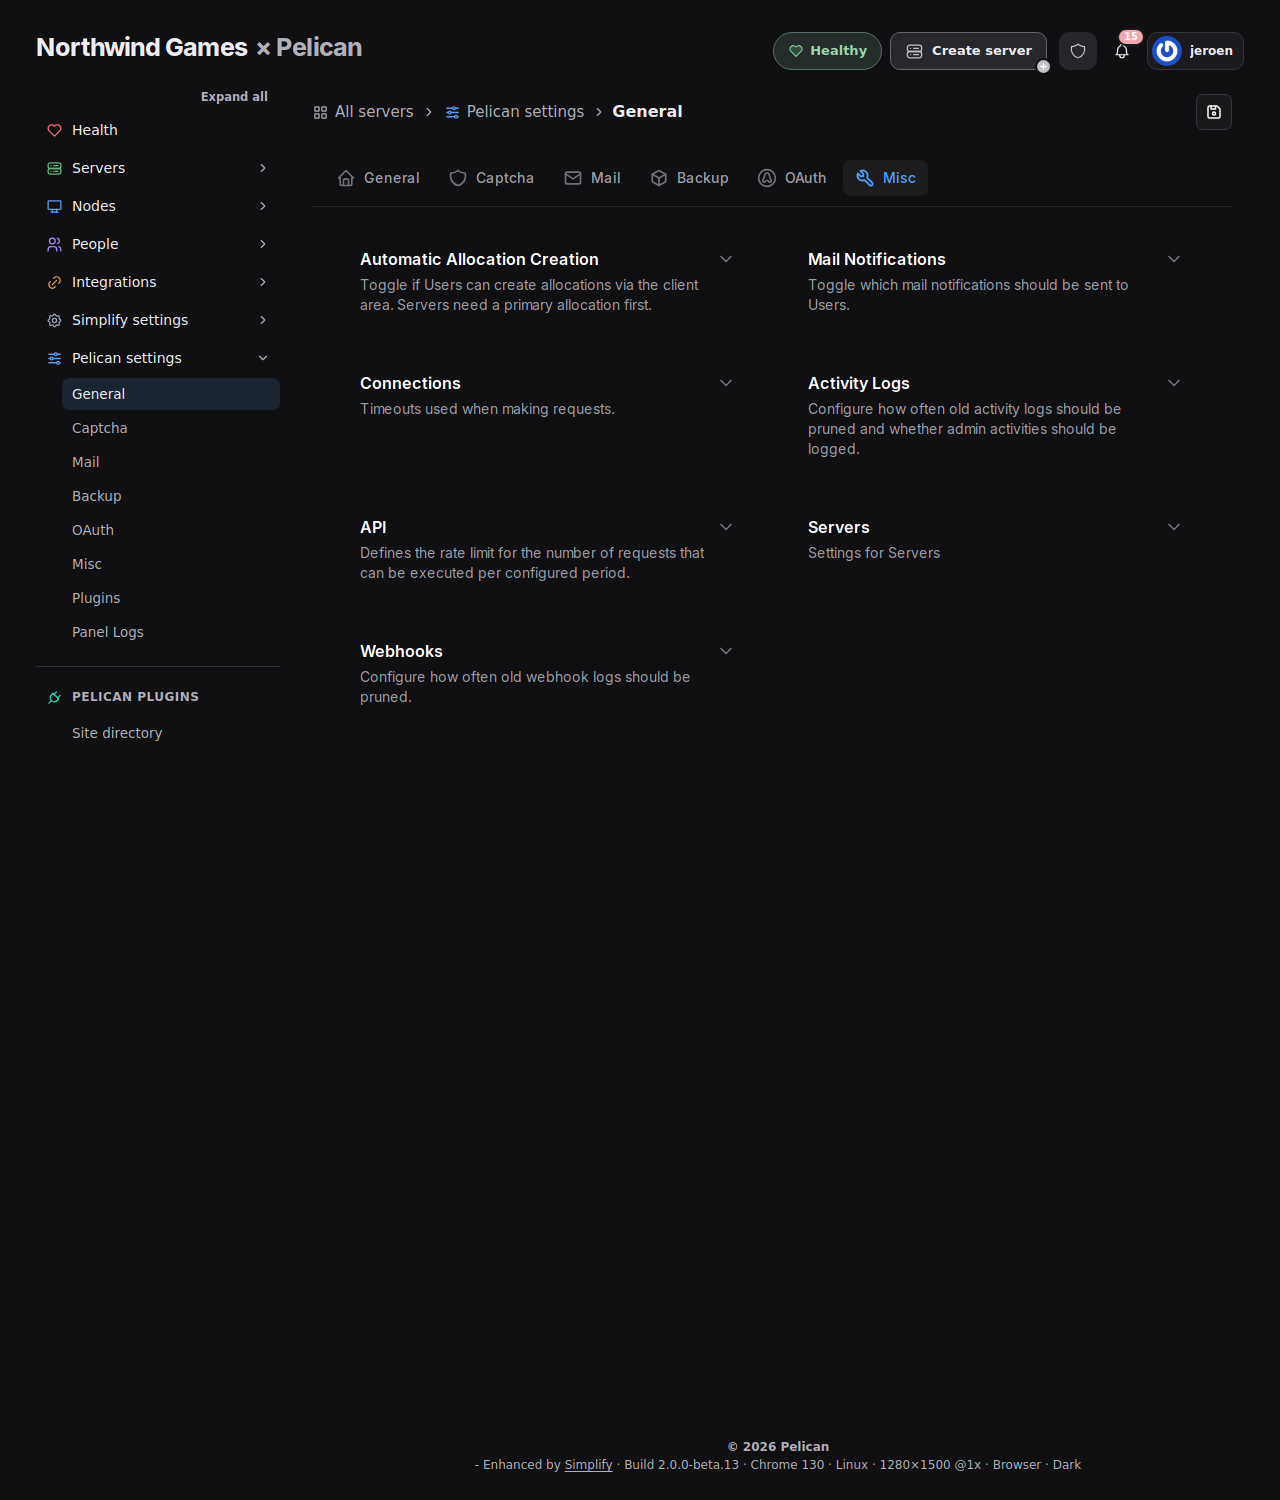 Northwind Games × Pelican
Healthy
Create server
15
jeroen
Expand all
Health
Servers
Nodes
People
Integrations
Simplify settings
Pelican settings
General
Captcha
Mail
Backup
OAuth
Misc
Plugins
Panel Logs
PELICAN PLUGINS
Site directory
All servers > Pelican settings > General
General
Captcha
Mail
Backup
OAuth
Misc
Automatic Allocation Creation
Toggle if Users can create allocations via the client
area. Servers need a primary allocation first.
Mail Notifications
Toggle which mail notifications should be sent to
Users.
Connections
Timeouts used when making requests.
Activity Logs
Configure how often old activity logs should be
pruned and whether admin activities should be
logged.
API
Defines the rate limit for the number of requests that
can be executed per configured period.
Servers
Settings for Servers
Webhooks
Configure how often old webhook logs should be
pruned.
© 2026 Pelican
- Enhanced by Simplify · Build 2.0.0-beta.13 · Chrome 130 · Linux · 1280×1500 @1x · Browser · Dark